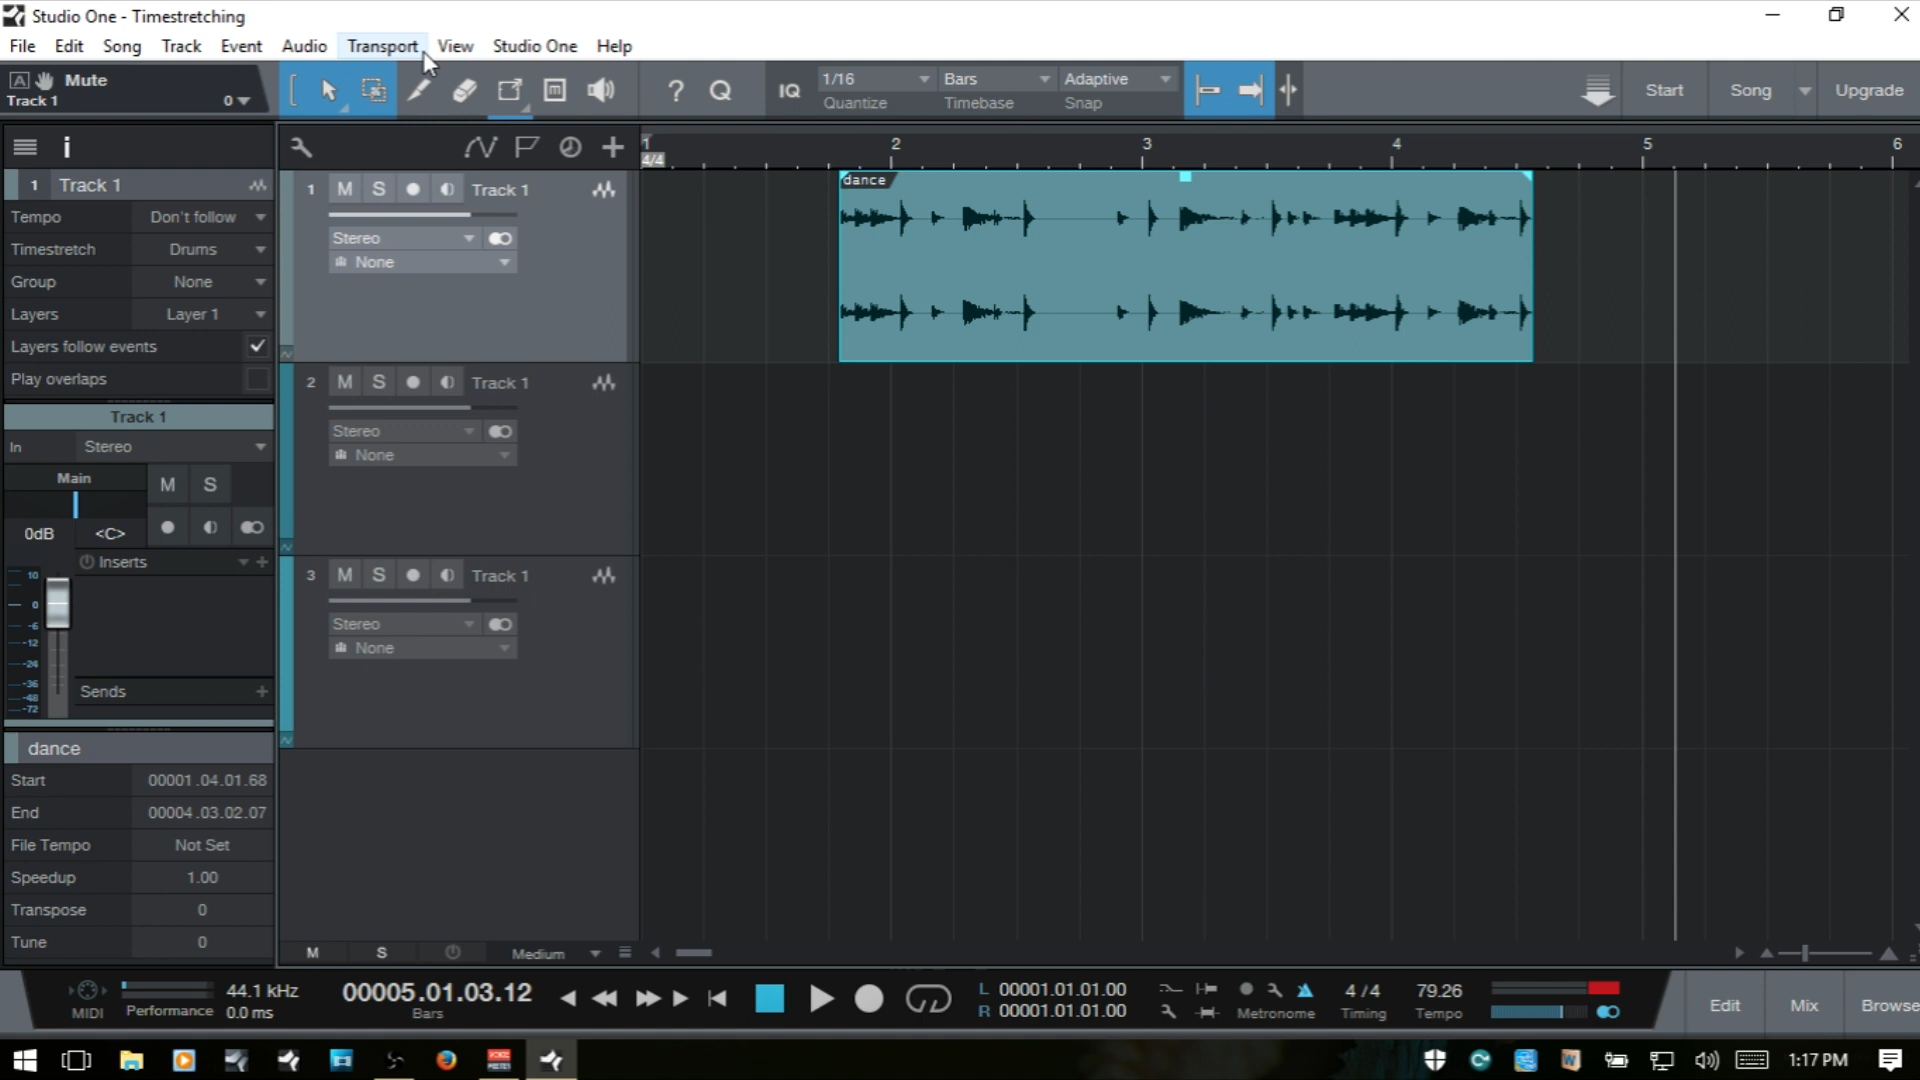 Studio One - Timestretching
File Edit Song Track Event Audio Transport View Studio One Help
A Mute
Track 1 0
? Q IQ 1/16 Bars Adaptive
Quantize Timebase Snap
Start Song Upgrade
i
1 Track 1
Tempo Don't follow
Timestretch Drums
Group None
Layers Layer 1
Layers follow events
Play overlaps
Track 1
In Stereo
Main M S
0dB <C>
Inserts
10
0
-6
-12
-24
-36
-48
-72
Sends
dance
Start 00001.04.01.68
End 00004.03.02.07
File Tempo Not Set
Speedup 1.00
Transpose 0
Tune 0
1 M S Track 1
Stereo
None
2 M S Track 1
Stereo
None
3 M S Track 1
Stereo
None
M S Medium
1 2 3 4 5 6
4/4
dance
MIDI
Performance
44.1 kHz
0.0 ms
00005.01.03.12
Bars
L 00001.01.01.00
R 00001.01.01.00
Metronome
4 / 4
Timing
79.26
Tempo
Edit Mix Browse
1:17 PM